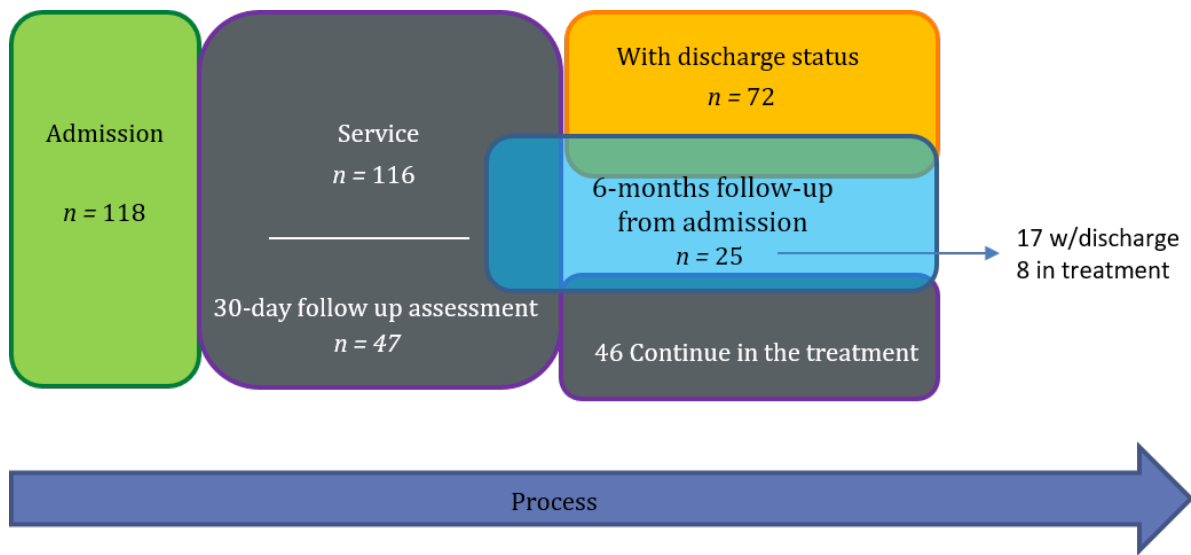 Admission
n = 118
Service
n = 116
30-day follow up assessment
n = 47
With discharge status
n = 72
6-months follow-up
from admission
n = 25
17 w/discharge
8 in treatment
46 Continue in the treatment
Process